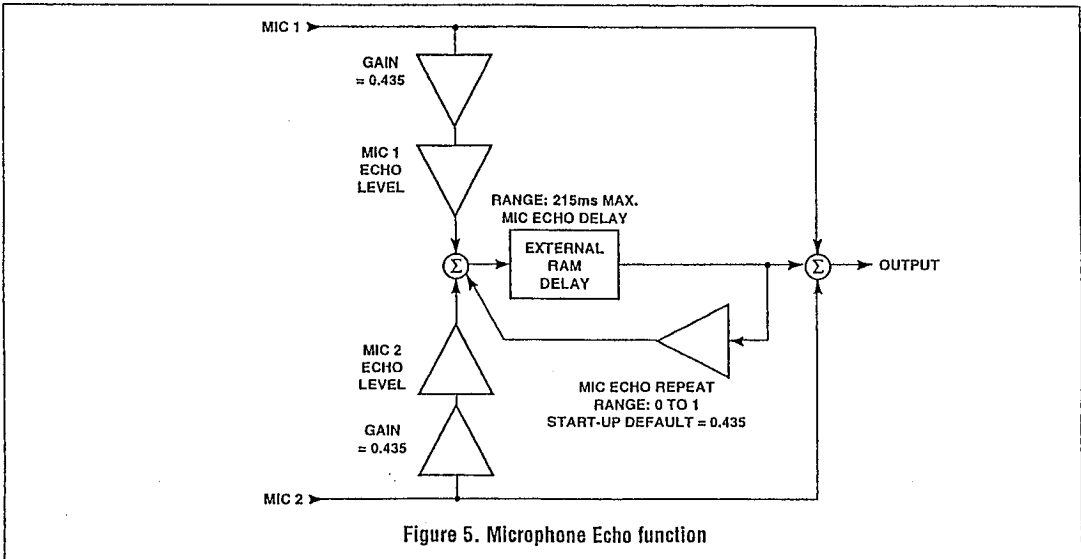 MIC 1
GAIN
= 0.435
MIC 1
ECHO
LEVEL
RANGE: 215ms MAX.
MIC ECHO DELAY
EXTERNAL
RAM
DELAY
Σ
Σ
OUTPUT
MIC 2
ECHO
LEVEL
MIC ECHO REPEAT
RANGE: 0 TO 1
START-UP DEFAULT = 0.435
GAIN
= 0.435
MIC 2
Figure 5. Microphone Echo function